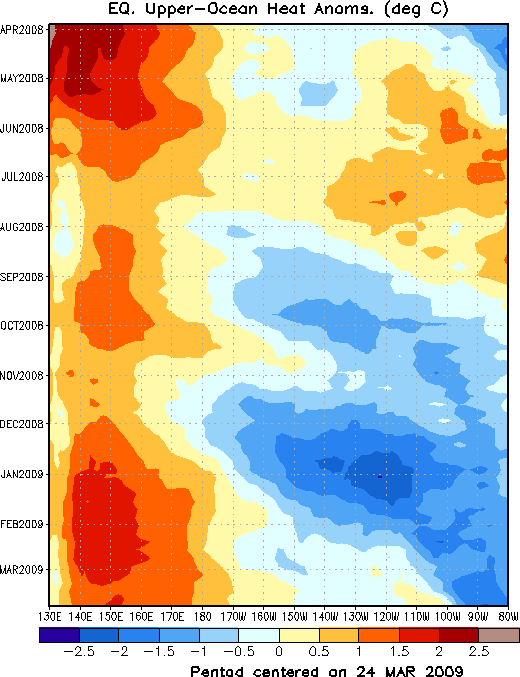 EQ. Upper-Ocean Heat Anoms. (deg C)
APR2008
MAY2008
JUN2008
JUL2008
AUG2008
SEP2008
OCT2008
NOV2008
DEC2008
JAN2009
FEB2009
MAR2009
130E 140E 150E 160E 170E 180 170W 160W 150W 140W 130W 120W 110W 100W 90W 80W
-2.5 -2 -1.5 -1 -0.5 0 0.5 1 1.5 2 2.5
Pentad centered on 24 MAR 2009